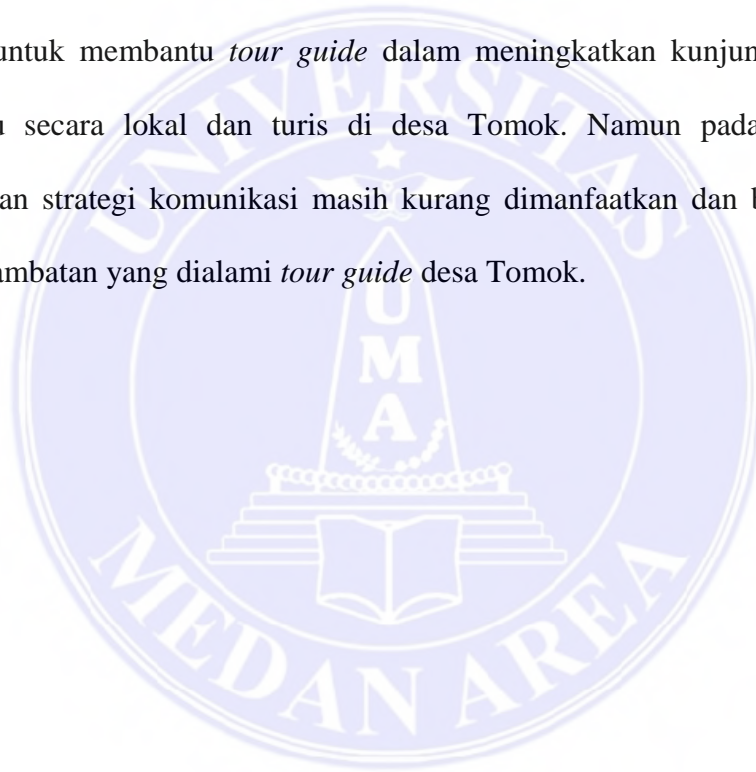 untuk membantu tour guide dalam meningkatkan kunjun
secara lokal dan turis di desa Tomok. Namun pada
an strategi komunikasi masih kurang dimanfaatkan dan b
ambatan yang dialami tour guide desa Tomok.
UNIVERSITAS
UMA
MEDAN AREA